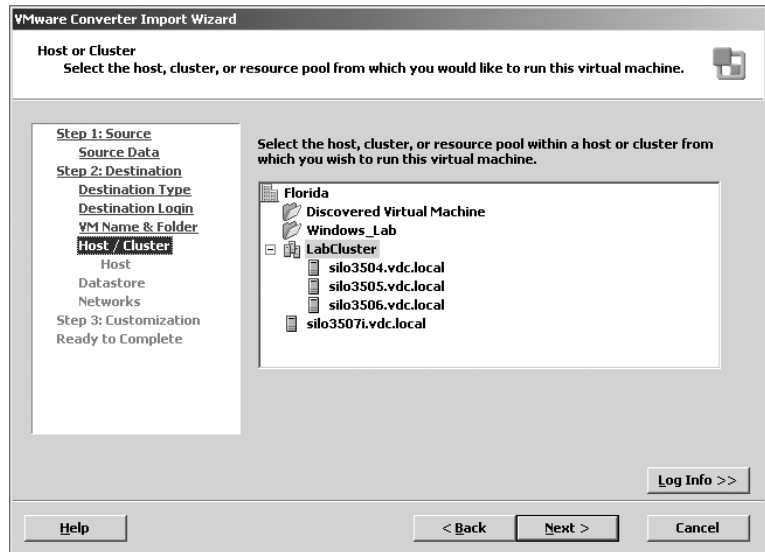 VMware Converter Import Wizard
Host or Cluster
Select the host, cluster, or resource pool from which you would like to run this virtual machine.
Step 1: Source
Source Data
Step 2: Destination
Destination Type
Destination Login
VM Name & Folder
Host / Cluster
Host
Datastore
Networks
Step 3: Customization
Ready to Complete
Select the host, cluster, or resource pool within a host or cluster from
which you wish to run this virtual machine.
Florida
Discovered Virtual Machine
Windows_Lab
LabCluster
silo3504.vdc.local
silo3505.vdc.local
silo3506.vdc.local
silo3507i.vdc.local
Log Info >>
Help
< Back
Next >
Cancel